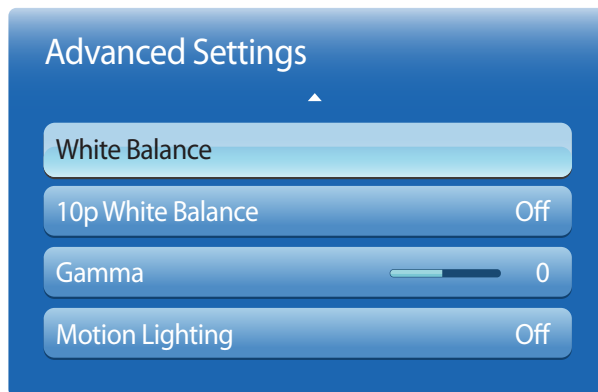 Advanced Settings
White Balance
10p White Balance Off
Gamma 0
Motion Lighting Off